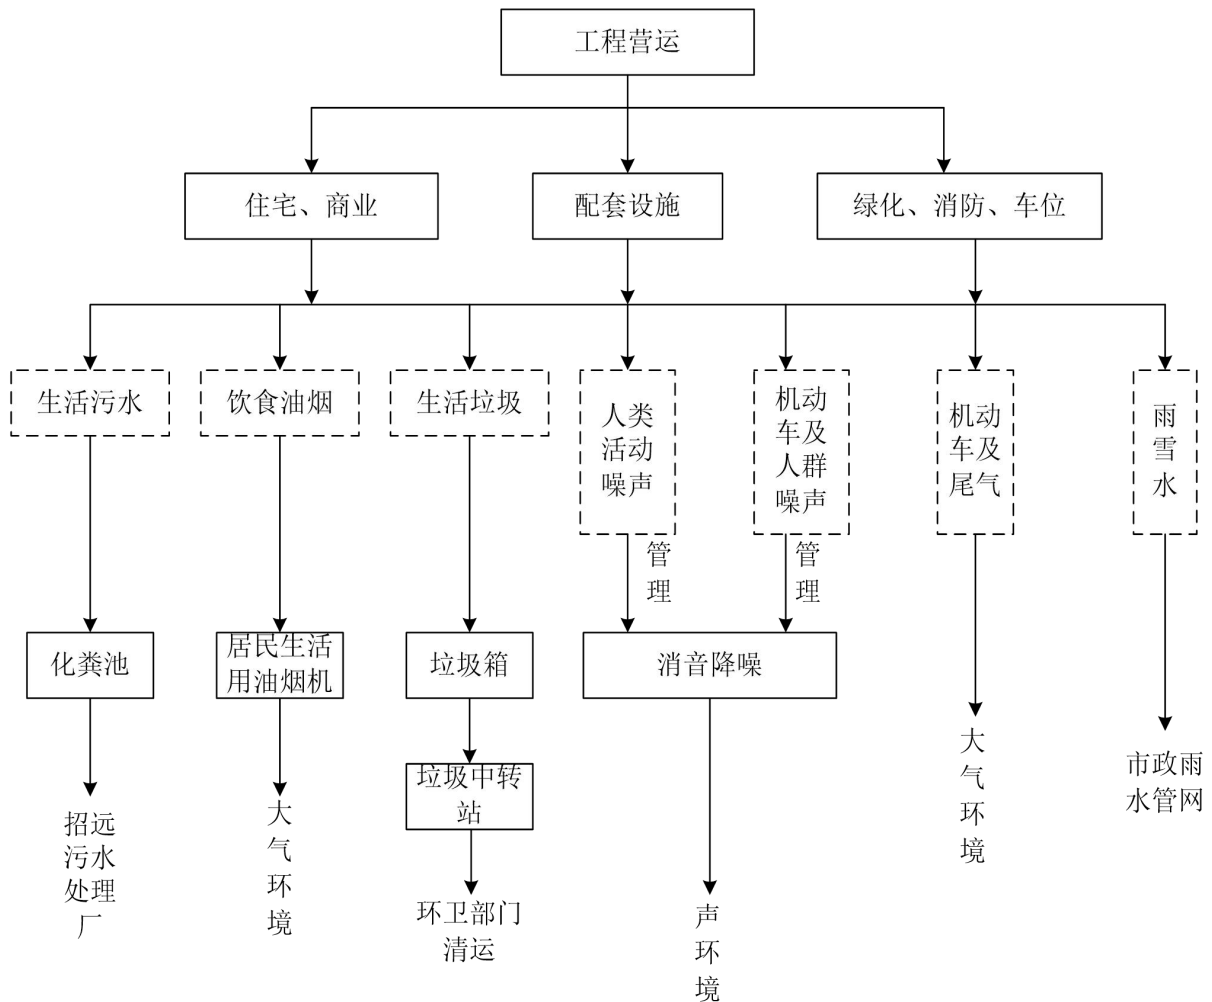 工程营运
住宅、商业
配套设施
绿化、消防、车位
生活污水
饮食油烟
生活垃圾
人类
活动
噪声
机动
车及
人群
噪声
机动
车及
尾气
雨
雪
水
管
理
管
理
化粪池
居民生活
用油烟机
垃圾箱
消音降噪
垃圾中转
站
招远
污水
处理
厂
大
气
环
境
环卫部门
清运
声
环
境
大
气
环
境
市政雨
水管网